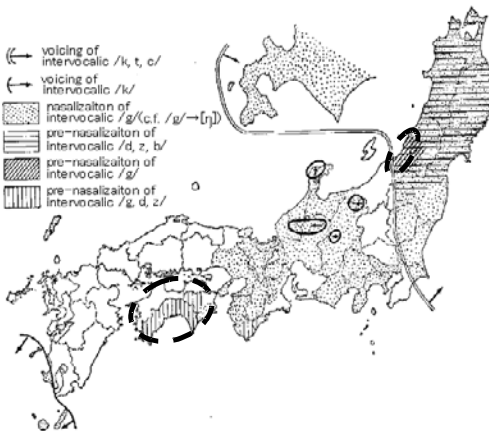 voicing of
intervocalic /k, t, c/
voicing of
intervocalic /k/
nasalizaiton of
intervocalic /g/(c.f. /g/→[ŋ])
pre-nasalizaiton of
intervocalic /d, z, b/
pre-nasalizaiton of
intervocalic /g/
pre-nasalizaiton of
intervocalic /g, d, z/